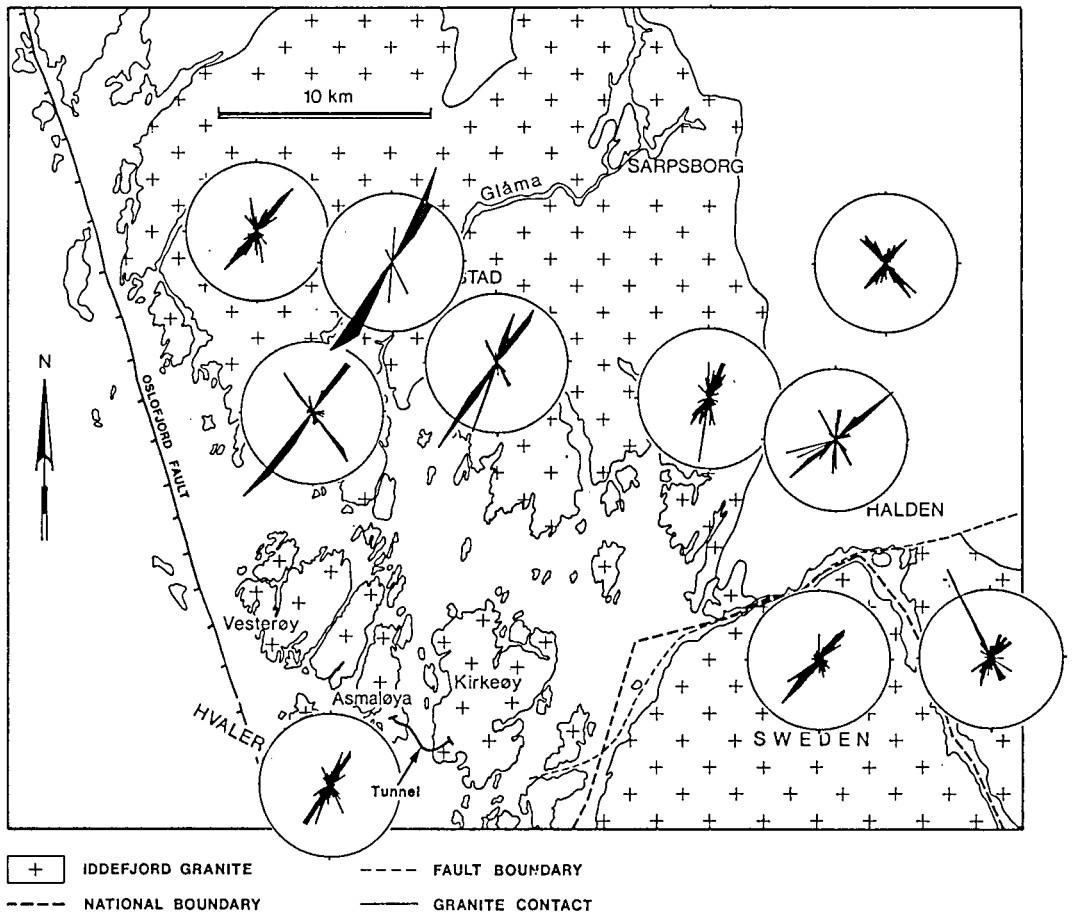 10 km
SARPSBORG
Glåma
STAD
N
OSLOFJORD FAULT
HALDEN
Vesterøy
Asmaløya
Kirkeøy
HVALER
Tunnel
SWEDEN
IDDEFJORD GRANITE
FAULT BOUNDARY
NATIONAL BOUNDARY
GRANITE CONTACT